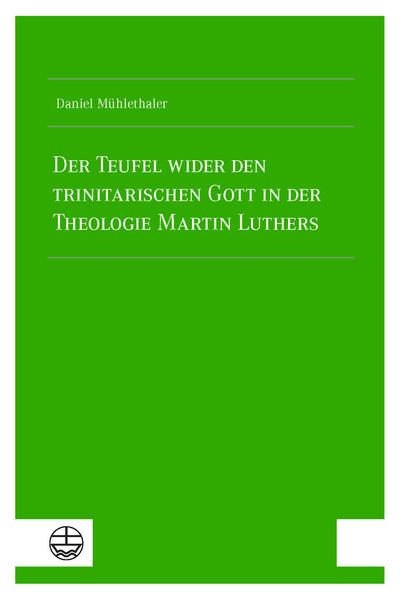 Daniel Mühlethaler
Der Teufel wider den
trinitarischen Gott in der
Theologie Martin Luthers